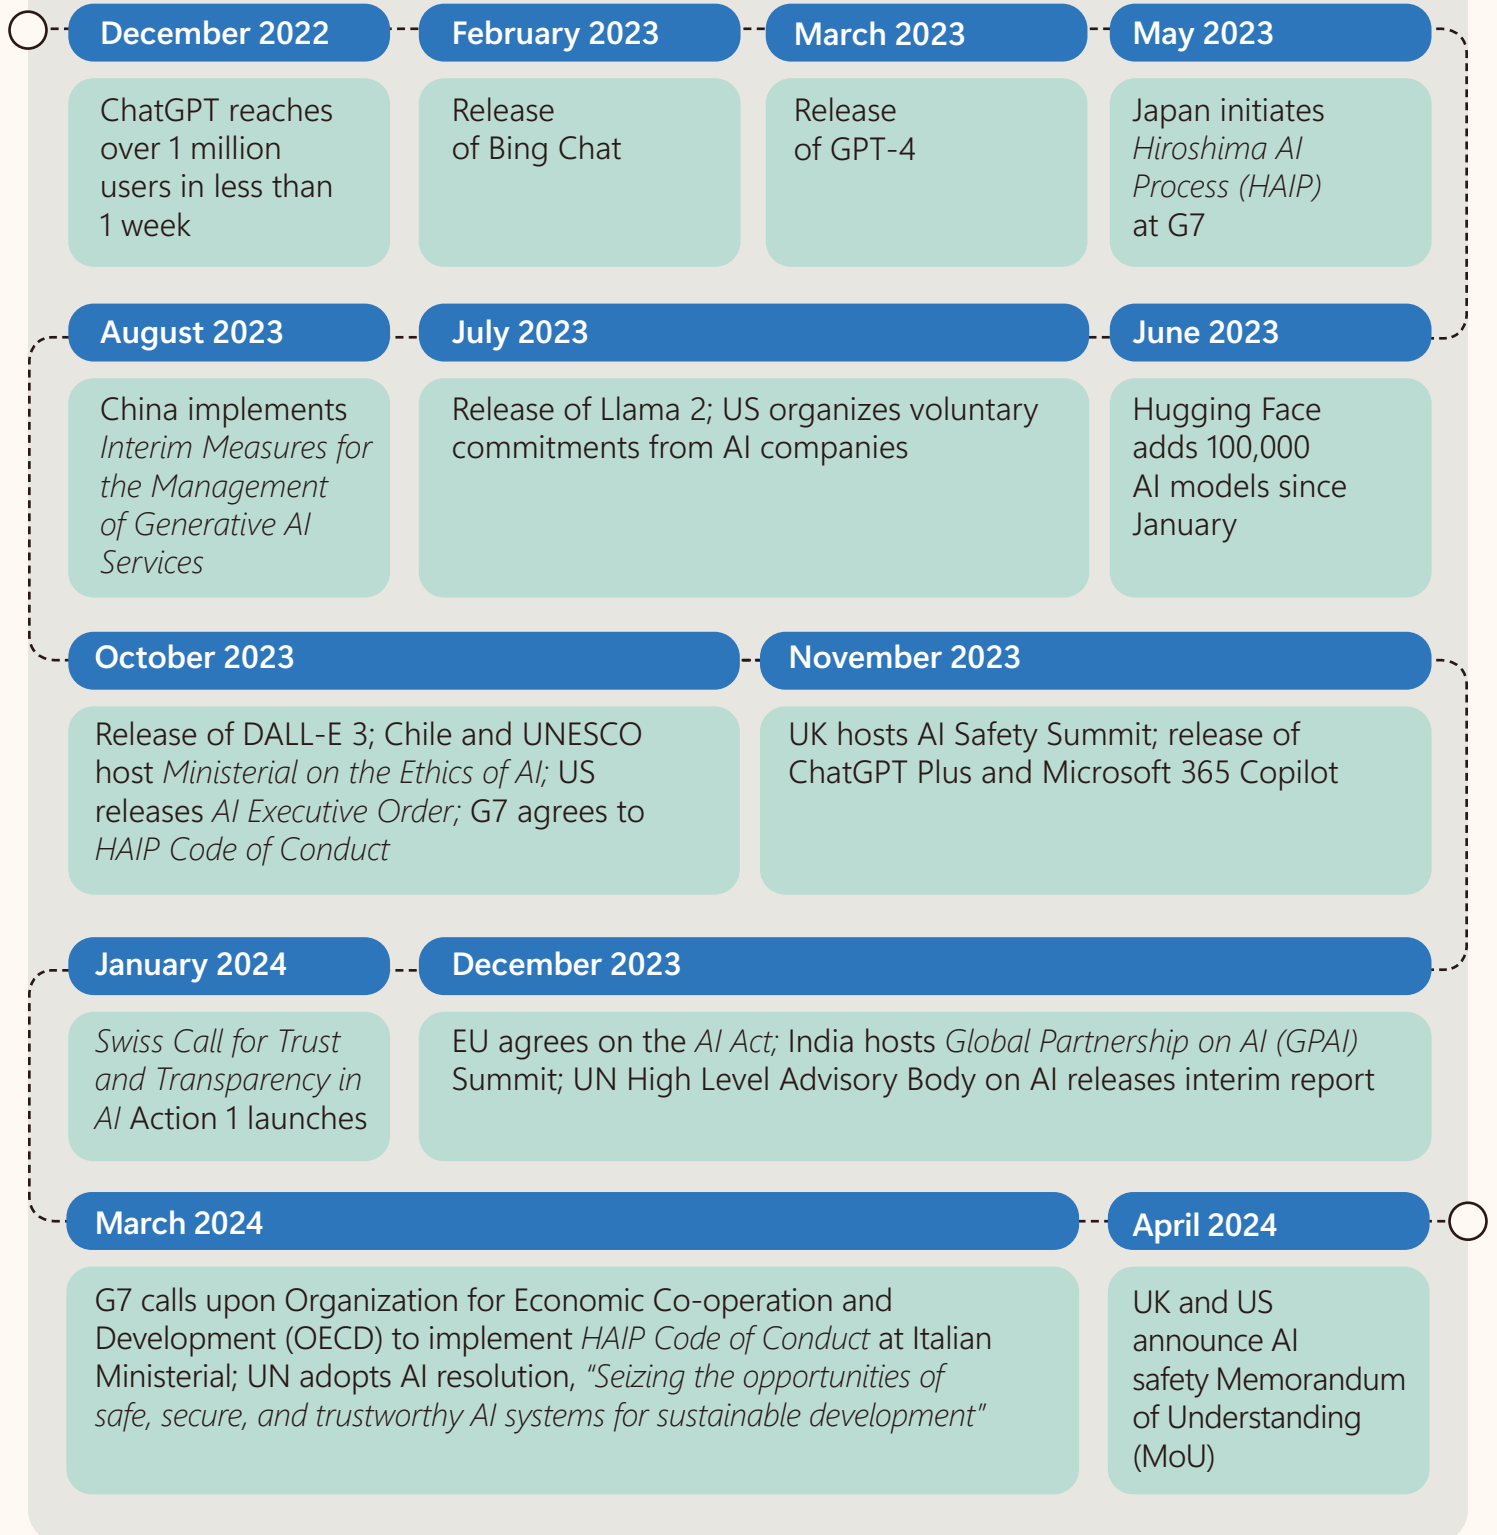 December 2022
ChatGPT reaches
over 1 million
users in less than
1 week
February 2023
Release
of Bing Chat
March 2023
Release
of GPT-4
May 2023
Japan initiates
Hiroshima AI
Process (HAIP)
at G7
June 2023
Hugging Face
adds 100,000
AI models since
January
July 2023
Release of Llama 2; US organizes voluntary
commitments from AI companies
August 2023
China implements
Interim Measures for
the Management
of Generative AI
Services
October 2023
Release of DALL-E 3; Chile and UNESCO
host Ministerial on the Ethics of AI; US
releases AI Executive Order; G7 agrees to
HAIP Code of Conduct
November 2023
UK hosts AI Safety Summit; release of
ChatGPT Plus and Microsoft 365 Copilot
December 2023
EU agrees on the AI Act; India hosts Global Partnership on AI (GPAI)
Summit; UN High Level Advisory Body on AI releases interim report
January 2024
Swiss Call for Trust
and Transparency in
AI Action 1 launches
March 2024
G7 calls upon Organization for Economic Co-operation and
Development (OECD) to implement HAIP Code of Conduct at Italian
Ministerial; UN adopts AI resolution, “Seizing the opportunities of
safe, secure, and trustworthy AI systems for sustainable development”
April 2024
UK and US
announce AI
safety Memorandum
of Understanding
(MoU)